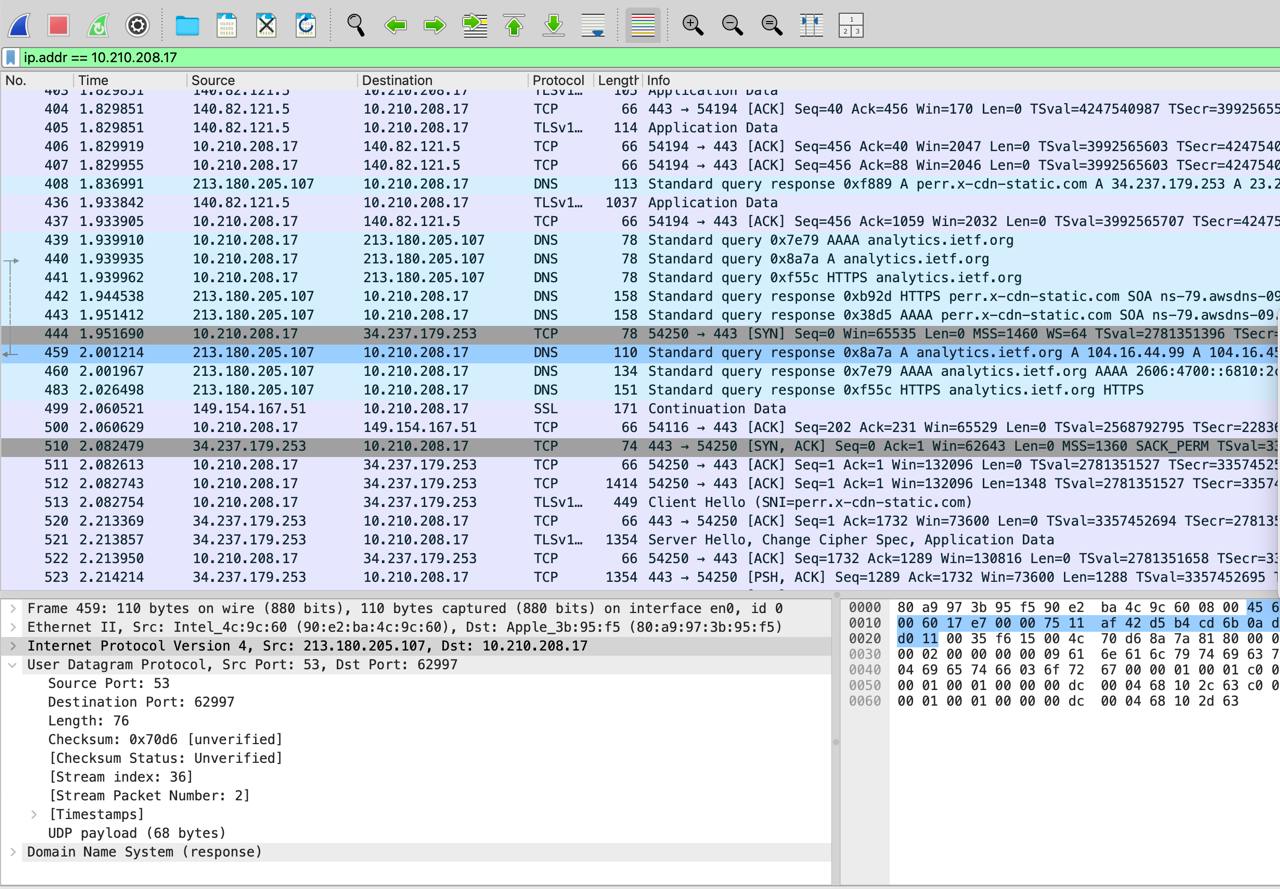 ip.addr == 10.210.208.17
No. Time Source Destination Protocol Length Info
403 1.829851 140.82.121.5 10.210.208.17 TLSv1… 105 Application Data
404 1.829851 140.82.121.5 10.210.208.17 TCP 66 443 → 54194 [ACK] Seq=40 Ack=456 Win=170 Len=0 TSval=4247540987 TSecr=39925655
405 1.829851 140.82.121.5 10.210.208.17 TLSv1… 114 Application Data
406 1.829919 10.210.208.17 140.82.121.5 TCP 66 54194 → 443 [ACK] Seq=456 Ack=40 Win=2047 Len=0 TSval=3992565603 TSecr=4247540
407 1.829955 10.210.208.17 140.82.121.5 TCP 66 54194 → 443 [ACK] Seq=456 Ack=88 Win=2046 Len=0 TSval=3992565603 TSecr=4247540
408 1.836991 213.180.205.107 10.210.208.17 DNS 113 Standard query response 0xf889 A perr.x-cdn-static.com A 34.237.179.253 A 23.2
436 1.933842 140.82.121.5 10.210.208.17 TLSv1… 1037 Application Data
437 1.933905 10.210.208.17 140.82.121.5 TCP 66 54194 → 443 [ACK] Seq=456 Ack=1059 Win=2032 Len=0 TSval=3992565707 TSecr=42475
439 1.939910 10.210.208.17 213.180.205.107 DNS 78 Standard query 0x7e79 AAAA analytics.ietf.org
440 1.939935 10.210.208.17 213.180.205.107 DNS 78 Standard query 0x8a7a A analytics.ietf.org
441 1.939962 10.210.208.17 213.180.205.107 DNS 78 Standard query 0xf55c HTTPS analytics.ietf.org
442 1.944538 213.180.205.107 10.210.208.17 DNS 158 Standard query response 0xb92d HTTPS perr.x-cdn-static.com SOA ns-79.awsdns-09
443 1.951412 213.180.205.107 10.210.208.17 DNS 158 Standard query response 0x38d5 AAAA perr.x-cdn-static.com SOA ns-79.awsdns-09.
444 1.951690 10.210.208.17 34.237.179.253 TCP 78 54250 → 443 [SYN] Seq=0 Win=65535 Len=0 MSS=1460 WS=64 TSval=2781351396 TSecr=
459 2.001214 213.180.205.107 10.210.208.17 DNS 110 Standard query response 0x8a7a A analytics.ietf.org A 104.16.44.99 A 104.16.45
460 2.001967 213.180.205.107 10.210.208.17 DNS 134 Standard query response 0x7e79 AAAA analytics.ietf.org AAAA 2606:4700::6810:2c
483 2.026498 213.180.205.107 10.210.208.17 DNS 151 Standard query response 0xf55c HTTPS analytics.ietf.org HTTPS
499 2.060521 149.154.167.51 10.210.208.17 SSL 171 Continuation Data
500 2.060629 10.210.208.17 149.154.167.51 TCP 66 54116 → 443 [ACK] Seq=202 Ack=231 Win=65529 Len=0 TSval=2568792795 TSecr=22836
510 2.082479 34.237.179.253 10.210.208.17 TCP 74 443 → 54250 [SYN, ACK] Seq=0 Ack=1 Win=62643 Len=0 MSS=1360 SACK_PERM TSval=33
511 2.082613 10.210.208.17 34.237.179.253 TCP 66 54250 → 443 [ACK] Seq=1 Ack=1 Win=132096 Len=0 TSval=2781351527 TSecr=33574525
512 2.082743 10.210.208.17 34.237.179.253 TCP 1414 54250 → 443 [ACK] Seq=1 Ack=1 Win=132096 Len=1348 TSval=2781351527 TSecr=33574
513 2.082754 10.210.208.17 34.237.179.253 TLSv1… 449 Client Hello (SNI=perr.x-cdn-static.com)
520 2.213369 34.237.179.253 10.210.208.17 TCP 66 443 → 54250 [ACK] Seq=1 Ack=1732 Win=73600 Len=0 TSval=3357452694 TSecr=278135
521 2.213857 34.237.179.253 10.210.208.17 TLSv1… 1354 Server Hello, Change Cipher Spec, Application Data
522 2.213950 10.210.208.17 34.237.179.253 TCP 66 54250 → 443 [ACK] Seq=1732 Ack=1289 Win=130816 Len=0 TSval=2781351658 TSecr=33
523 2.214214 34.237.179.253 10.210.208.17 TCP 1354 443 → 54250 [PSH, ACK] Seq=1289 Ack=1732 Win=73600 Len=1288 TSval=3357452695 T
Frame 459: 110 bytes on wire (880 bits), 110 bytes captured (880 bits) on interface en0, id 0
Ethernet II, Src: Intel_4c:9c:60 (90:e2:ba:4c:9c:60), Dst: Apple_3b:95:f5 (80:a9:97:3b:95:f5)
Internet Protocol Version 4, Src: 213.180.205.107, Dst: 10.210.208.17
User Datagram Protocol, Src Port: 53, Dst Port: 62997
Source Port: 53
Destination Port: 62997
Length: 76
Checksum: 0x70d6 [unverified]
[Checksum Status: Unverified]
[Stream index: 36]
[Stream Packet Number: 2]
[Timestamps]
UDP payload (68 bytes)
Domain Name System (response)
0000 80 a9 97 3b 95 f5 90 e2 ba 4c 9c 60 08 00 45 6
0010 00 60 17 e7 00 00 75 11 af 42 d5 b4 cd 6b 0a d
0020 d0 11 00 35 f6 15 00 4c 70 d6 8a 7a 81 80 00 0
0030 00 02 00 00 00 00 09 61 6e 61 6c 79 74 69 63 7
0040 04 69 65 74 66 03 6f 72 67 00 00 01 00 01 c0 0
0050 00 01 00 01 00 00 00 dc 00 04 68 10 2c 63 c0 0
0060 00 01 00 01 00 00 00 dc 00 04 68 10 2d 63